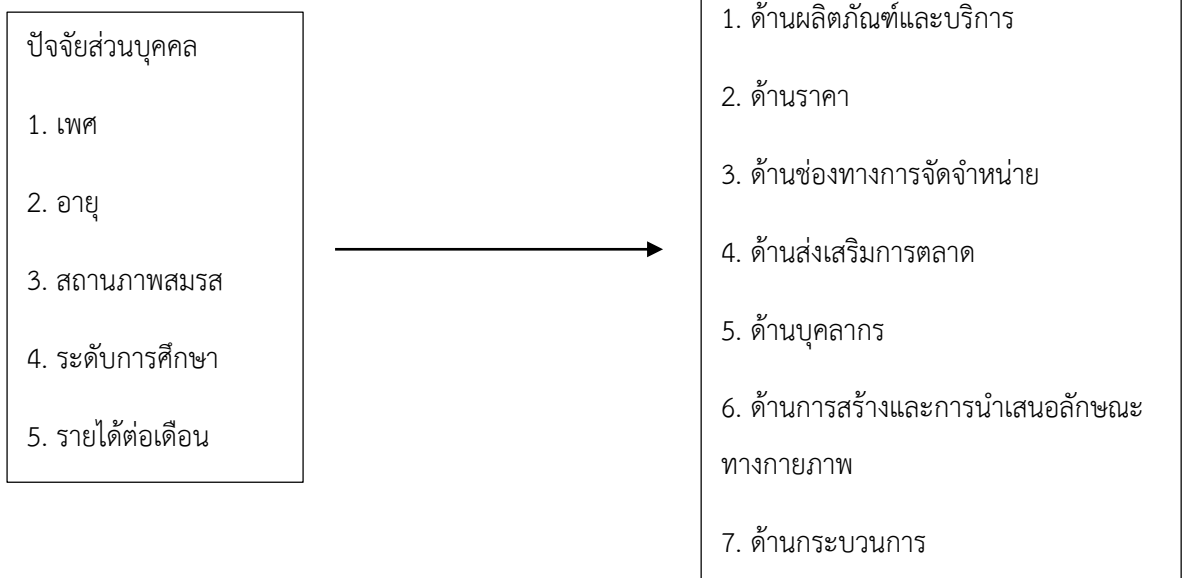 ปัจจัยส่วนบุคคล
1. เพศ
2. อายุ
3. สถานภาพสมรส
4. ระดับการศึกษา
5. รายได้ต่อเดือน
1. ด้านผลิตภัณฑ์และบริการ
2. ด้านราคา
3. ด้านช่องทางการจัดจำหน่าย
4. ด้านส่งเสริมการตลาด
5. ด้านบุคลากร
6. ด้านการสร้างและการนำเสนอลักษณะ
ทางกายภาพ
7. ด้านกระบวนการ